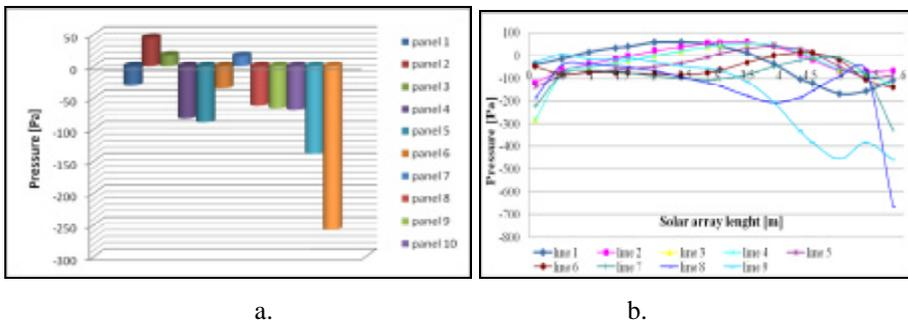 50
0
-50
-100
-150
-200
-250
-300
Pressure [Pa]
panel 1
panel 2
panel 3
panel 4
panel 5
panel 6
panel 7
panel 8
panel 9
panel 10
100
0
-100
-200
-300
-400
-500
-600
-700
-800
Pressure [Pa]
Solar array lenght [m]
line 1
line 2
line 3
line 4
line 5
line 6
line 7
line 8
line 9
a.
b.